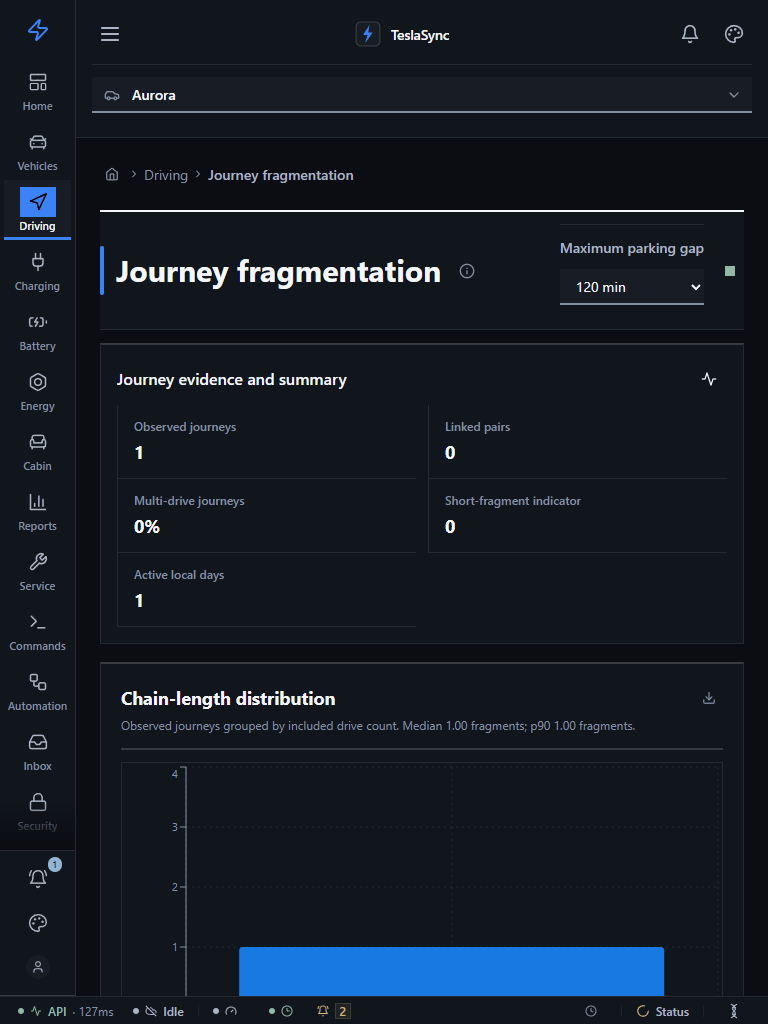 TeslaSync
Aurora
Home
Vehicles
Driving
Charging
Battery
Energy
Cabin
Reports
Service
Commands
Automation
Inbox
Security
1
Driving
Journey fragmentation
Journey fragmentation
Maximum parking gap
120 min
Journey evidence and summary
Observed journeys
1
Linked pairs
0
Multi-drive journeys
0%
Short-fragment indicator
0
Active local days
1
Chain-length distribution
Observed journeys grouped by included drive count. Median 1.00 fragments; p90 1.00 fragments.
4
3
2
1
API · 127ms
Idle
2
Status